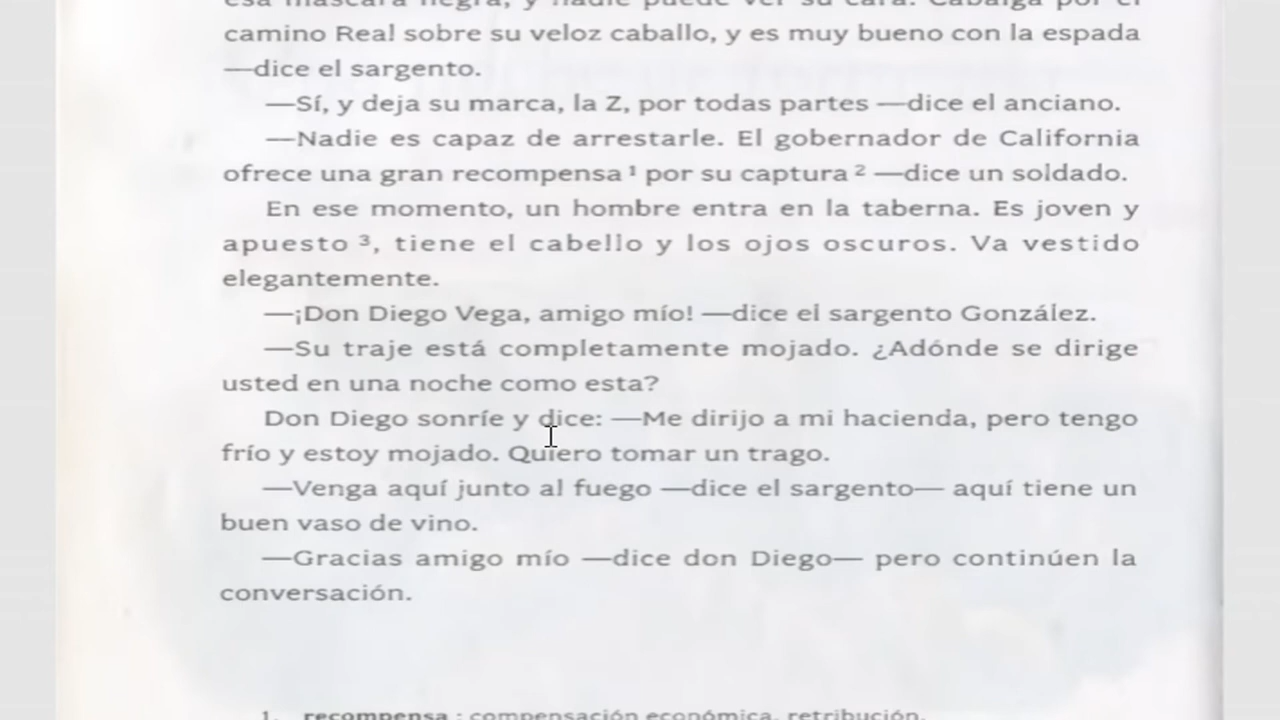 esa máscara negra, y nadie puede ver su cara. Cabalga por el
camino Real sobre su veloz caballo, y es muy bueno con la espada
—dice el sargento.
—Sí, y deja su marca, la Z, por todas partes —dice el anciano.
—Nadie es capaz de arrestarle. El gobernador de California
ofrece una gran recompensa ¹ por su captura ² —dice un soldado.
En ese momento, un hombre entra en la taberna. Es joven y
apuesto ³, tiene el cabello y los ojos oscuros. Va vestido
elegantemente.
—¡Don Diego Vega, amigo mío! —dice el sargento González.
—Su traje está completamente mojado. ¿Adónde se dirige
usted en una noche como esta?
Don Diego sonríe y dice: —Me dirijo a mi hacienda, pero tengo
frío y estoy mojado. Quiero tomar un trago.
—Venga aquí junto al fuego —dice el sargento— aquí tiene un
buen vaso de vino.
—Gracias amigo mío —dice don Diego— pero continúen la
conversación.
1. recompensa : compensación económica, retribución.